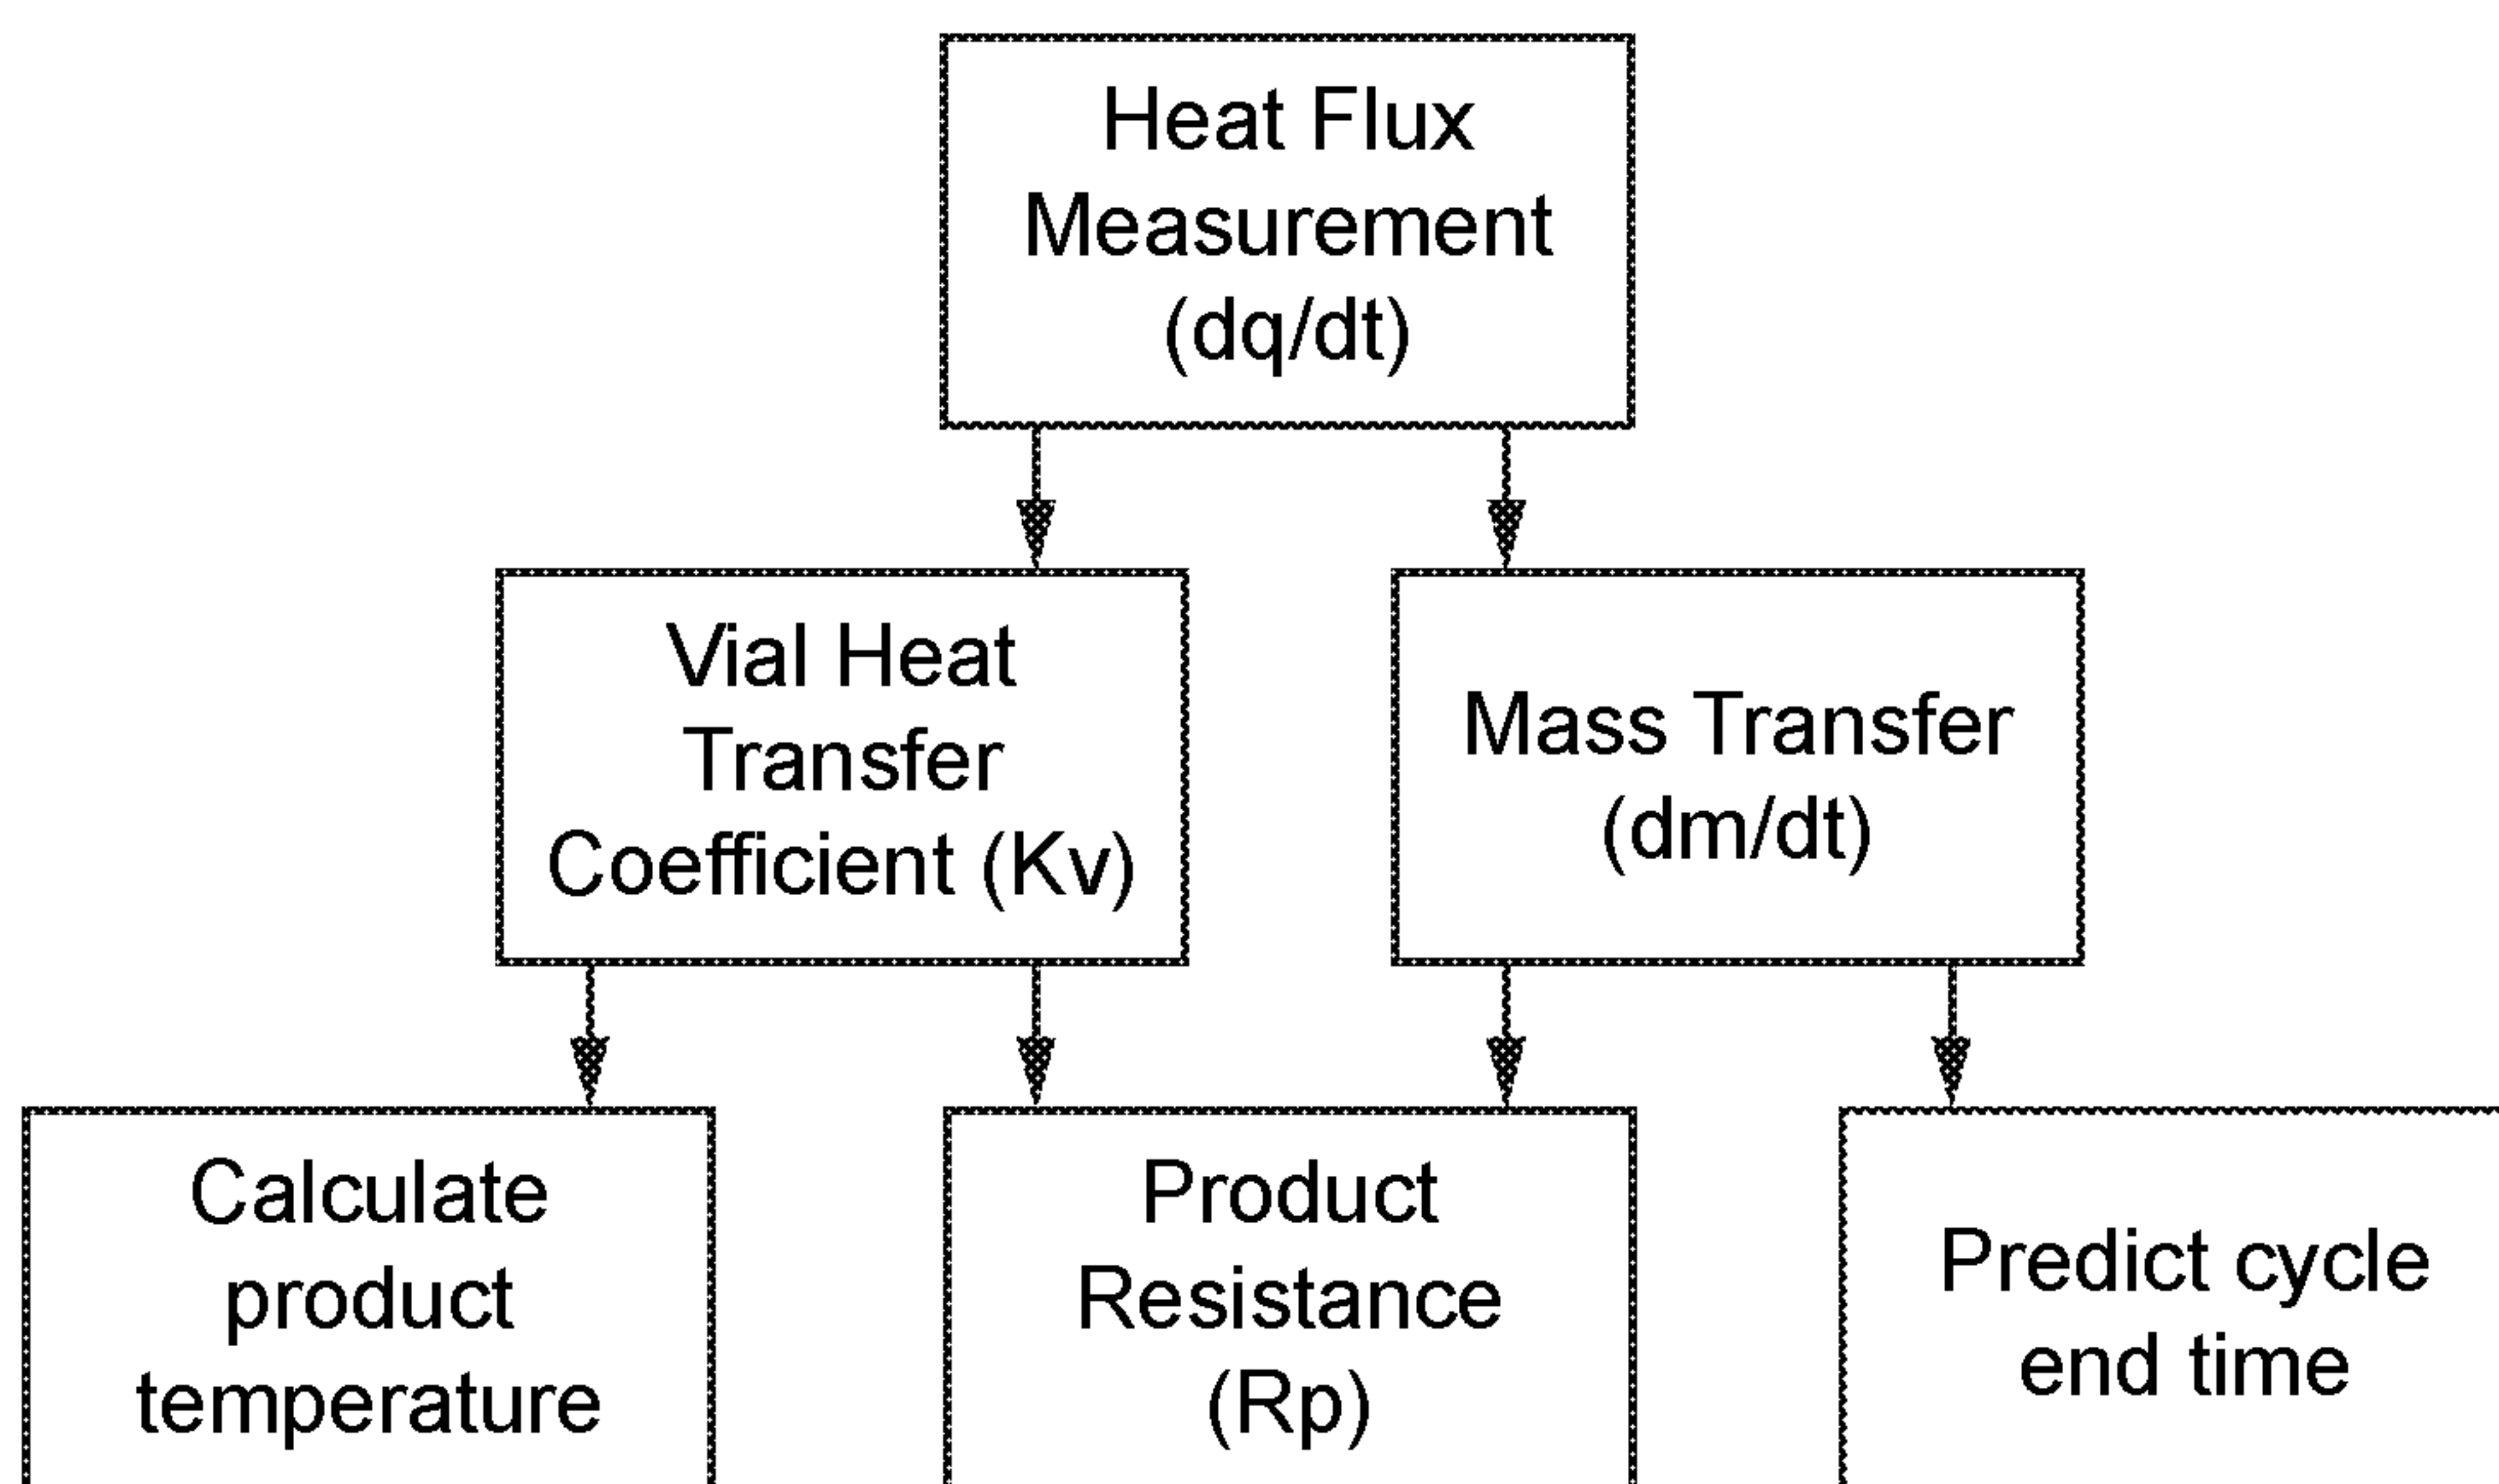 Heat Flux
Measurement
(dq/dt)
Vial Heat
Transfer
Coefficient (Kv)
Mass Transfer
(dm/dt)
Calculate
product
temperature
Product
Resistance
(Rp)
Predict cycle
end time